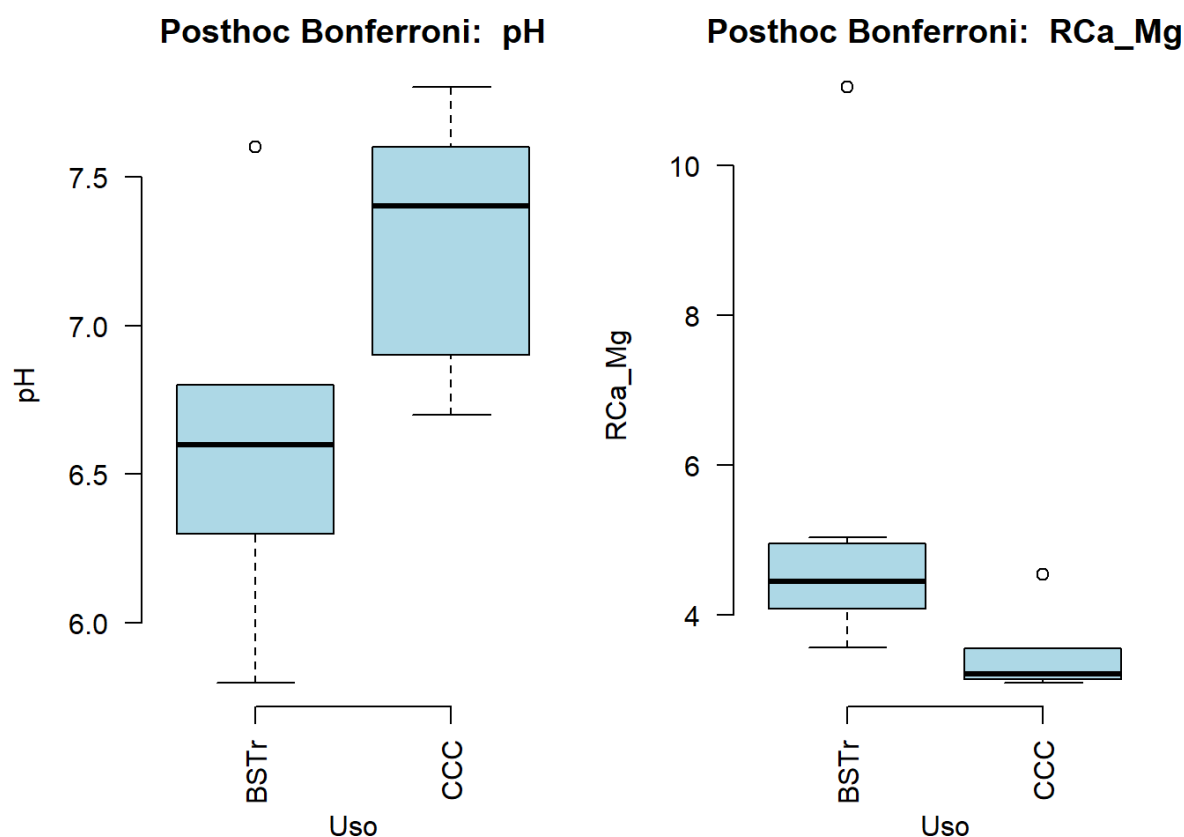 Posthoc Bonferroni:  pH
7.5
7.0
6.5
6.0
pH
BSTr
CCC
Uso
Posthoc Bonferroni:  RCa_Mg
10
8
6
4
RCa_Mg
BSTr
CCC
Uso